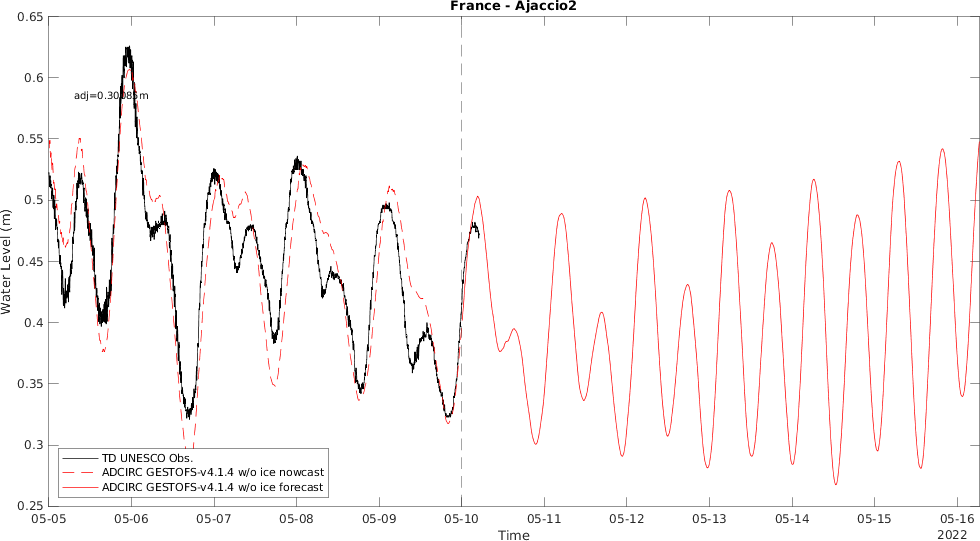 France - Ajaccio2
0.65
0.6
0.55
0.5
0.45
0.4
0.35
0.3
0.25
Water Level (m)
adj=0.30085m
TD UNESCO Obs.
ADCIRC GESTOFS-v4.1.4 w/o ice nowcast
ADCIRC GESTOFS-v4.1.4 w/o ice forecast
05-05 05-06 05-07 05-08 05-09 05-10 05-11 05-12 05-13 05-14 05-15 05-16
Time
2022